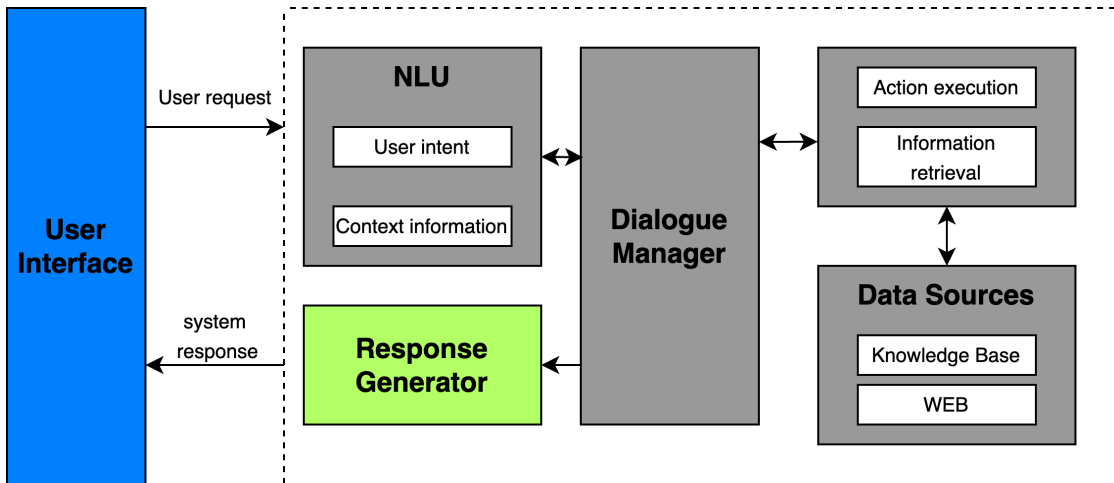 User
Interface
User request
system
response
NLU
User intent
Context information
Response
Generator
Dialogue
Manager
Action execution
Information
retrieval
Data Sources
Knowledge Base
WEB